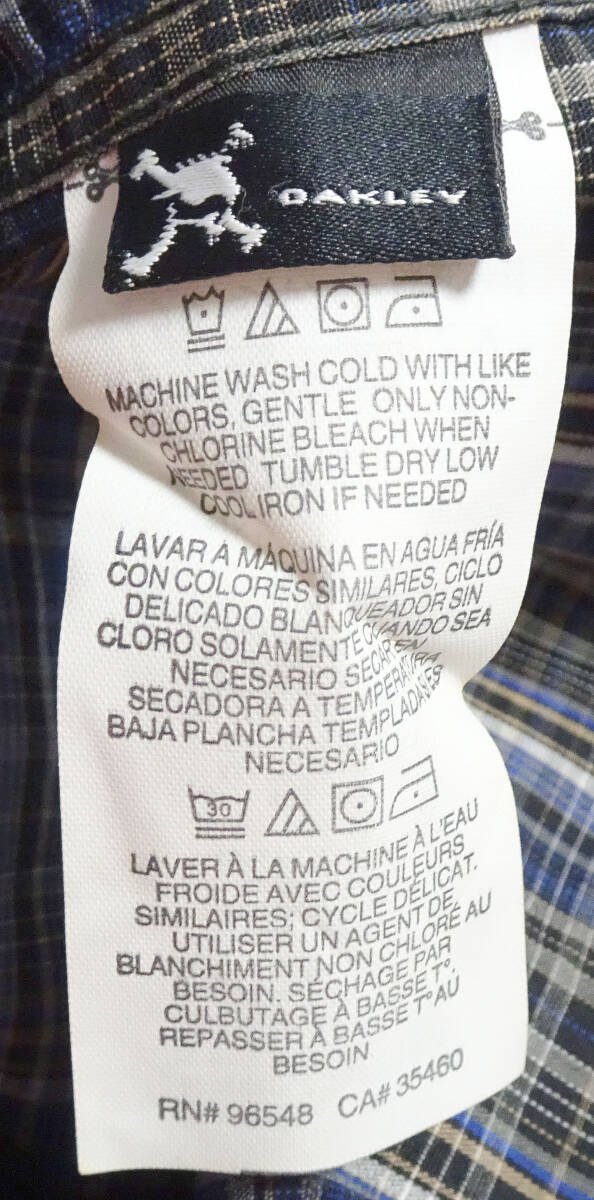 OAKLEY
MACHINE WASH COLD WITH LIKE
COLORS, GENTLE ONLY NON-
CHLORINE BLEACH WHEN
NEEDED TUMBLE DRY LOW
COOL IRON IF NEEDED
LAVAR A MÁQUINA EN AGUA FRÍA
CON COLORES SIMILARES, CICLO
DELICADO BLANQUEADOR SIN
CLORO SOLAMENTE CUANDO SEA
NECESARIO SECAR EN
SECADORA A TEMPERATURA
BAJA PLANCHA TEMPLADA SES
NECESARIO
30
LAVER À LA MACHINE À L'EAU
FROIDE AVEC COULEURS
SIMILAIRES; CYCLE DÉLICAT.
UTILISER UN AGENT DE
BLANCHIMENT NON CHLORÉ AU
BESOIN. SÉCHAGE PAR
CULBUTAGE À BASSE T°.
REPASSER À BASSE T° AU
BESOIN
RN# 96548 CA# 35460